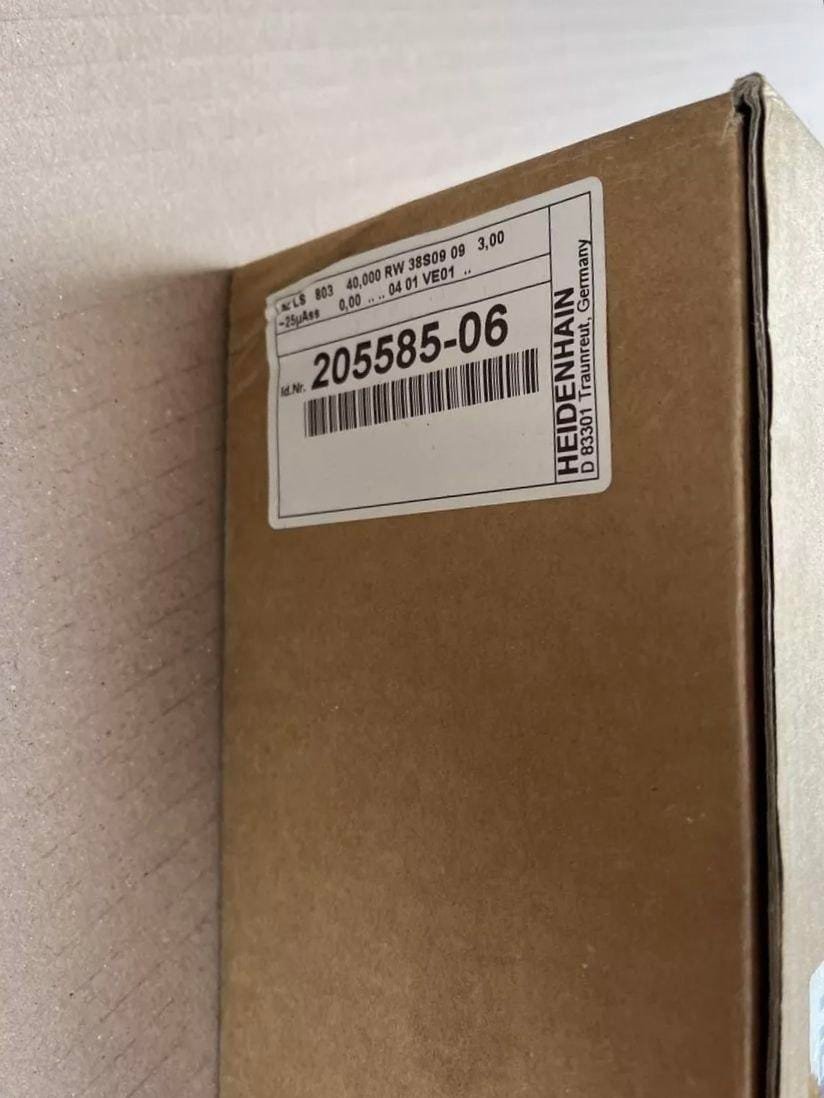 LS 803 40,000 RW 38S09 09 3,00
~25µAss 0,00 .. .. 04 01 VE01 ..
Id.Nr. 205585-06
HEIDENHAIN
D 83301 Traunreut, Germany